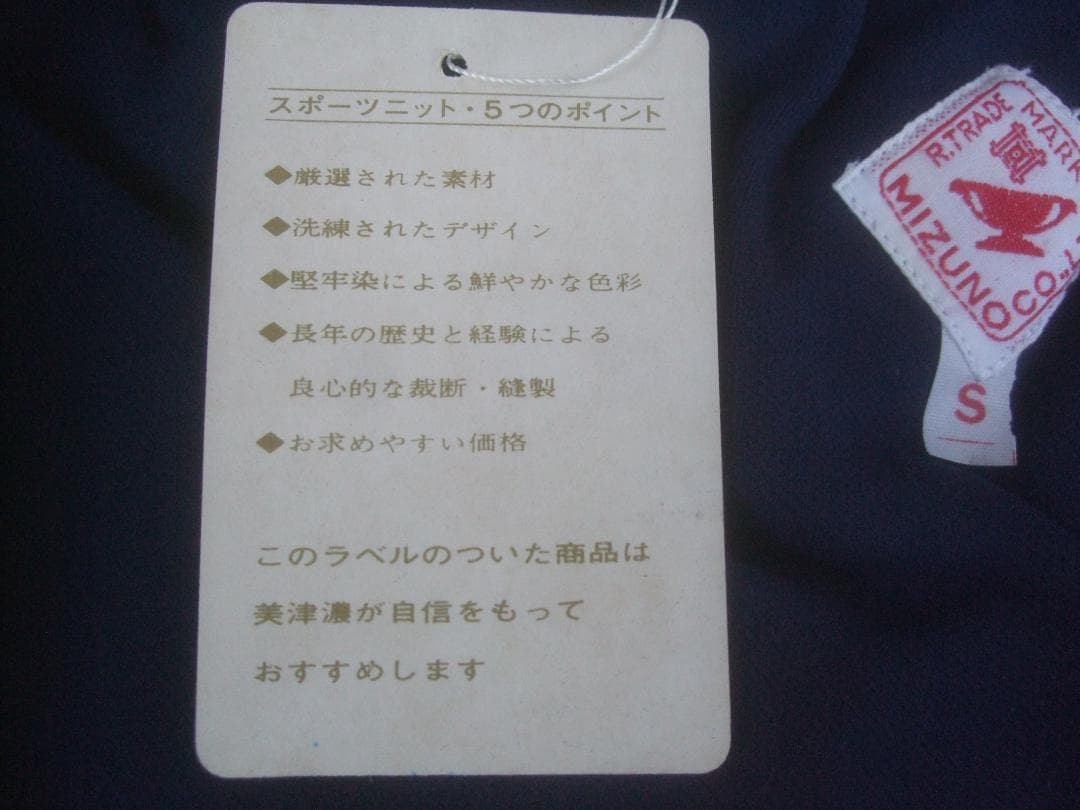 スポーツニット・5つのポイント
◆厳選された素材
◆洗練されたデザイン
◆堅牢染による鮮やかな色彩
◆長年の歴史と経験による
良心的な裁断・縫製
◆お求めやすい価格
このラベルのついた商品は
美津濃が自信をもって
おすすめします
R.TRADE MARK
MIZUNO CO.,L
S